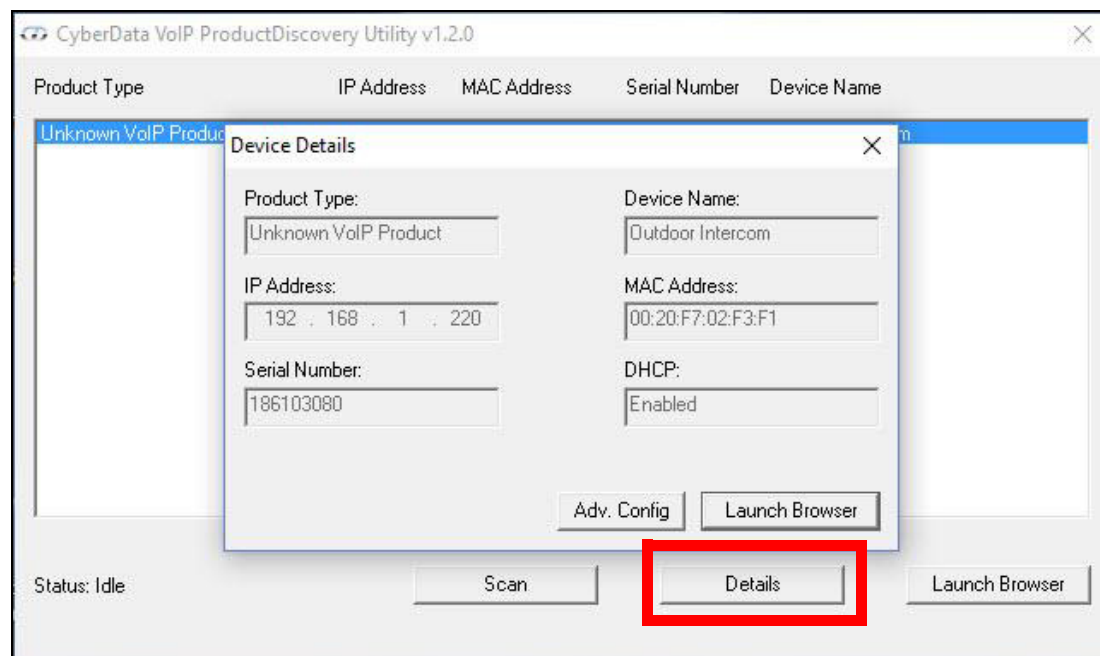 CyberData VoIP ProductDiscovery Utility v1.2.0
Product Type IP Address MAC Address Serial Number Device Name
Unknown VoIP Produc m
Device Details
Product Type: Device Name:
Unknown VoIP Product Outdoor Intercom
IP Address: MAC Address:
192 . 168 . 1 . 220 00:20:F7:02:F3:F1
Serial Number: DHCP:
186103080 Enabled
Adv. Config Launch Browser
Status: Idle Scan Details Launch Browser